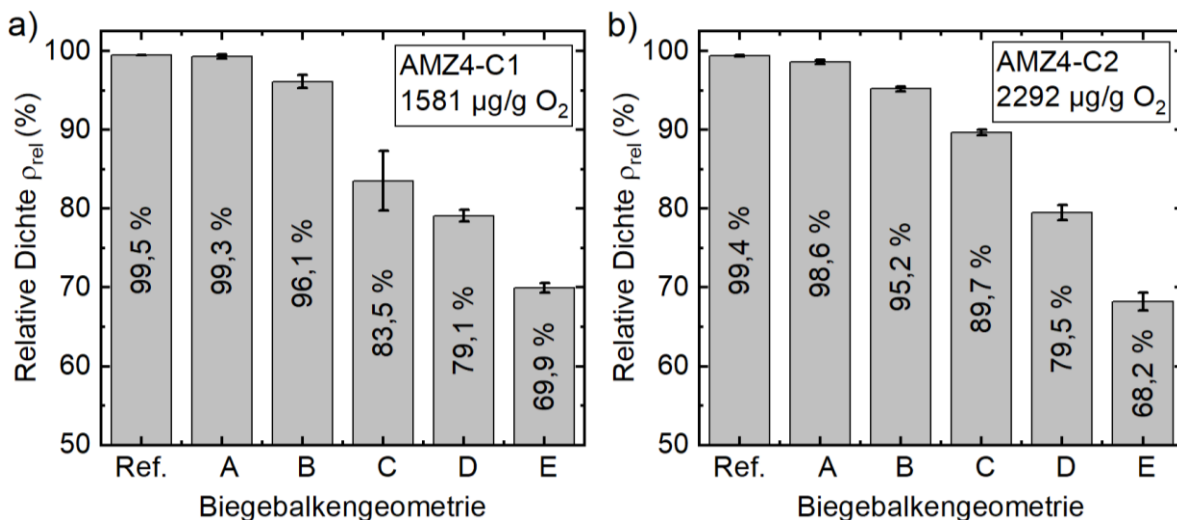 a)
Relative Dichte ρrel (%)
100
90
80
70
60
50
AMZ4-C1
1581 µg/g O2
99,5 %
99,3 %
96,1 %
83,5 %
79,1 %
69,9 %
Ref. A B C D E
Biegebalkengeometrie
b)
Relative Dichte ρrel (%)
100
90
80
70
60
50
AMZ4-C2
2292 µg/g O2
99,4 %
98,6 %
95,2 %
89,7 %
79,5 %
68,2 %
Ref. A B C D E
Biegebalkengeometrie